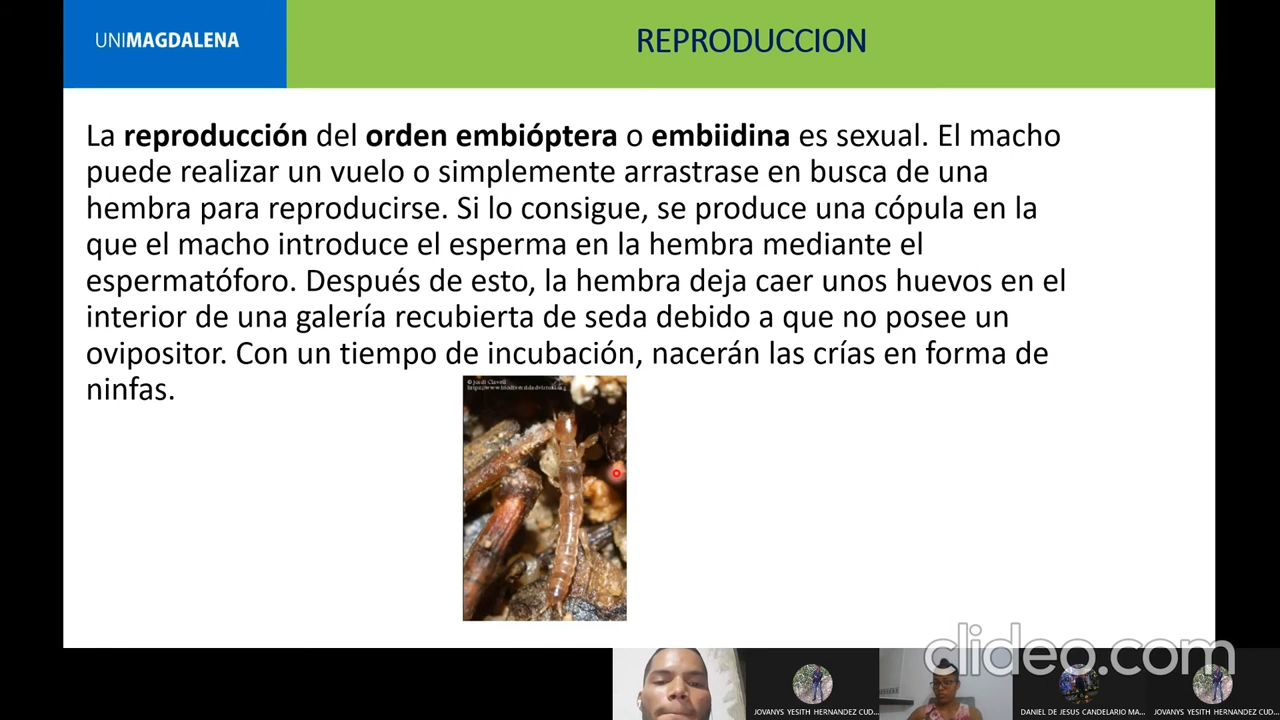 UNIMAGDALENA
REPRODUCCION
La reproducción del orden embióptera o embiidina es sexual. El macho
puede realizar un vuelo o simplemente arrastrase en busca de una
hembra para reproducirse. Si lo consigue, se produce una cópula en la
que el macho introduce el esperma en la hembra mediante el
espermatóforo. Después de esto, la hembra deja caer unos huevos en el
interior de una galería recubierta de seda debido a que no posee un
ovipositor. Con un tiempo de incubación, nacerán las crías en forma de
ninfas.
clideo.com
JOVANYS YESITH HERNANDEZ CUD...
DANIEL DE JESUS CANDELARIO MA...
JOVANYS YESITH HERNANDEZ CUD...